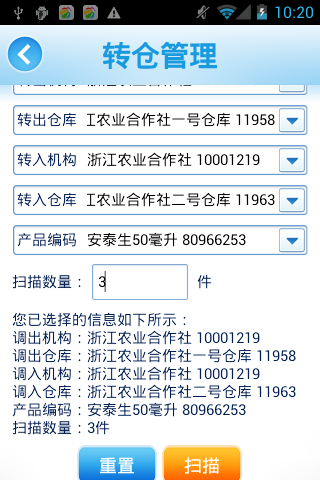 10:20
转仓管理
转出仓库 江农业合作社一号仓库 11958
转入机构 浙江农业合作社 10001219
转入仓库 江农业合作社二号仓库 11963
产品编码 安泰生50毫升 80966253
扫描数量： 3 件
您已选择的信息如下所示：
调出机构：浙江农业合作社 10001219
调出仓库：浙江农业合作社一号仓库 11958
调入机构：浙江农业合作社 10001219
调入仓库：浙江农业合作社二号仓库 11963
产品编码：安泰生50毫升 80966253
扫描数量：3件
重置 扫描